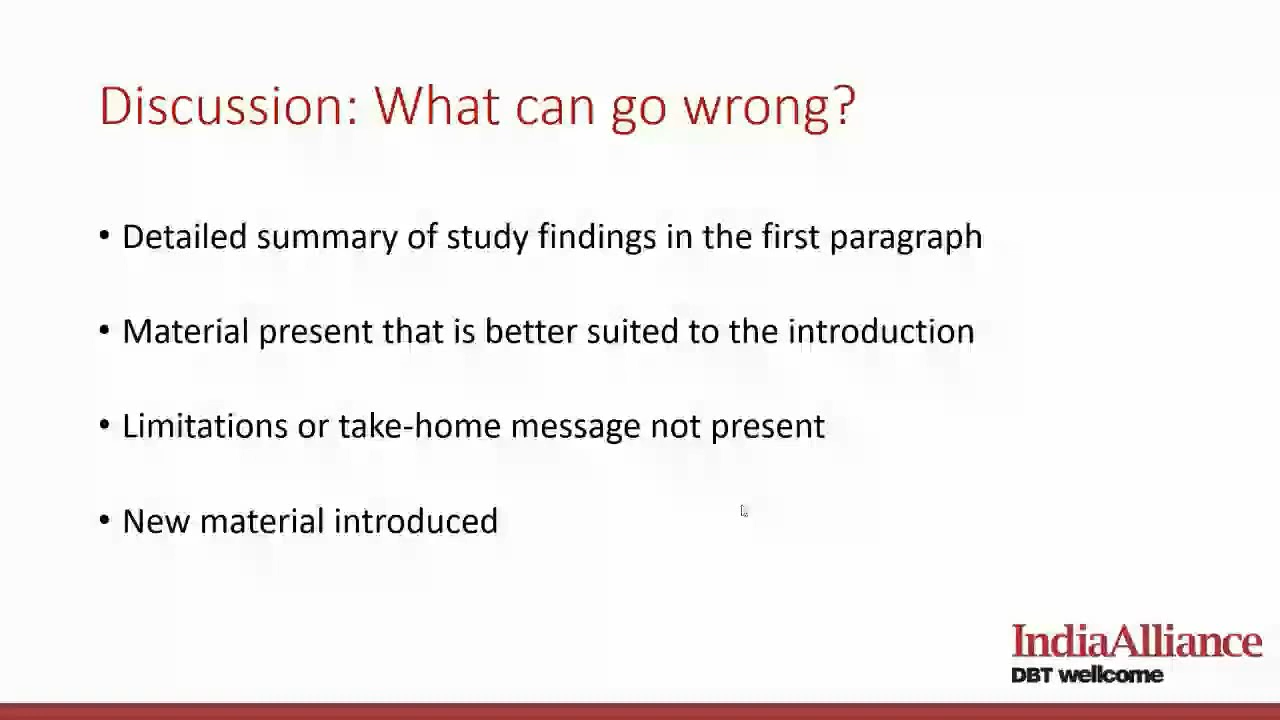 Discussion: What can go wrong?
• Detailed summary of study findings in the first paragraph
• Material present that is better suited to the introduction
• Limitations or take-home message not present
• New material introduced
IndiaAlliance
DBT wellcome